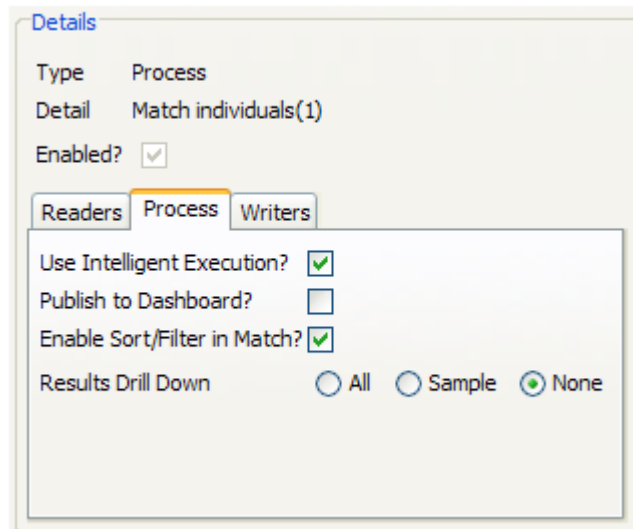 Details
Type Process
Detail Match individuals(1)
Enabled?
Readers Process Writers
Use Intelligent Execution?
Publish to Dashboard?
Enable Sort/Filter in Match?
Results Drill Down All Sample None